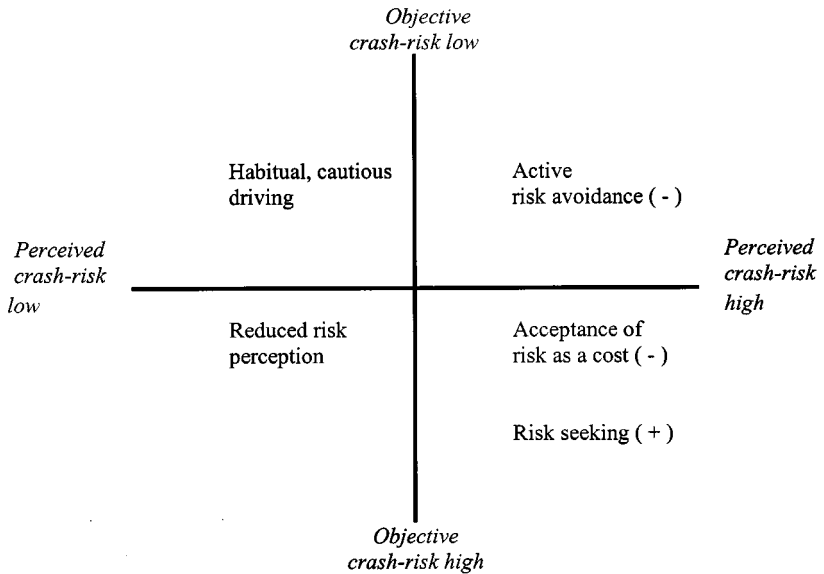 Objective
crash-risk low
Habitual, cautious
driving
Active
risk avoidance ( - )
Perceived
crash-risk
low
Perceived
crash-risk
high
Reduced risk
perception
Acceptance of
risk as a cost ( - )
Risk seeking ( + )
Objective
crash-risk high